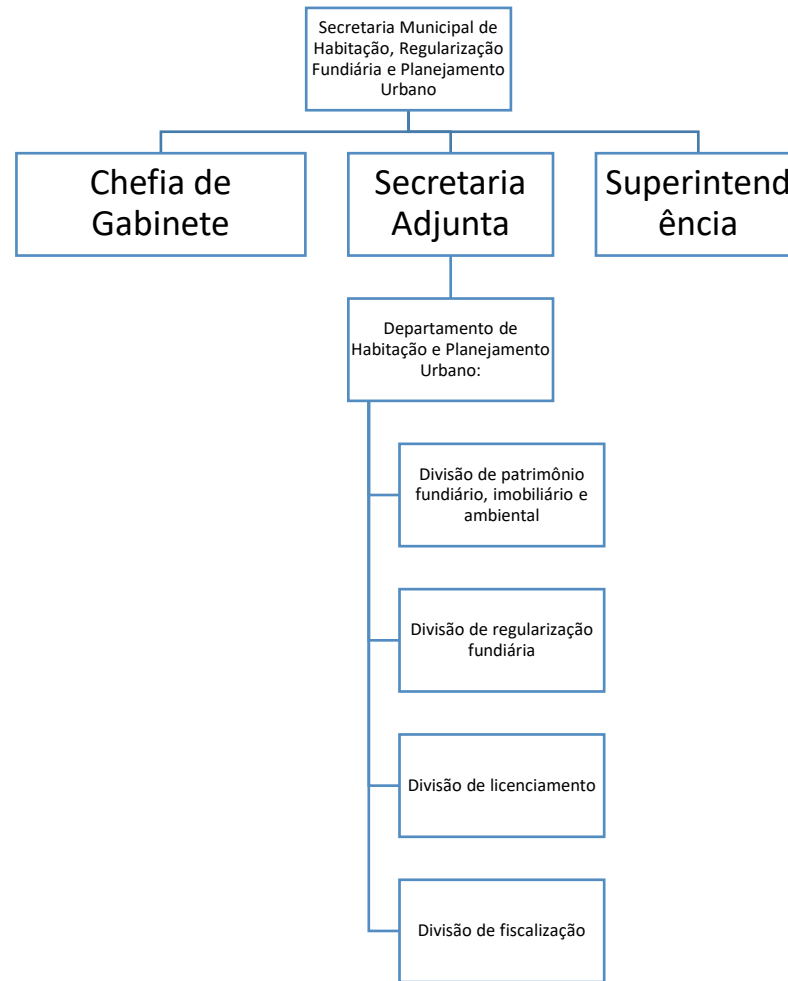 Secretaria Municipal de
Habitação, Regularização
Fundiária e Planejamento
Urbano
Chefia de
Gabinete
Secretaria
Adjunta
Superintend
ência
Departamento de
Habitação e Planejamento
Urbano:
Divisão de patrimônio
fundiário, imobiliário e
ambiental
Divisão de regularização
fundiária
Divisão de licenciamento
Divisão de fiscalização